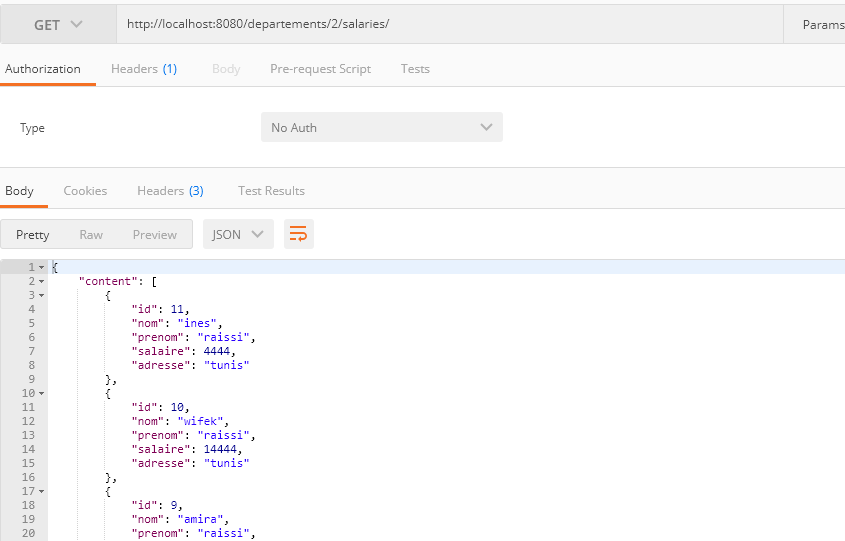 GET http://localhost:8080/departements/2/salaries/ Params
Authorization Headers (1) Body Pre-request Script Tests
Type No Auth
Body Cookies Headers (3) Test Results
Pretty Raw Preview JSON
1 {
2 "content": [
3 {
4 "id": 11,
5 "nom": "ines",
6 "prenom": "raissi",
7 "salaire": 4444,
8 "adresse": "tunis"
9 },
10 {
11 "id": 10,
12 "nom": "wifek",
13 "prenom": "raissi",
14 "salaire": 14444,
15 "adresse": "tunis"
16 },
17 {
18 "id": 9,
19 "nom": "amira",
20 "prenom": "raissi",